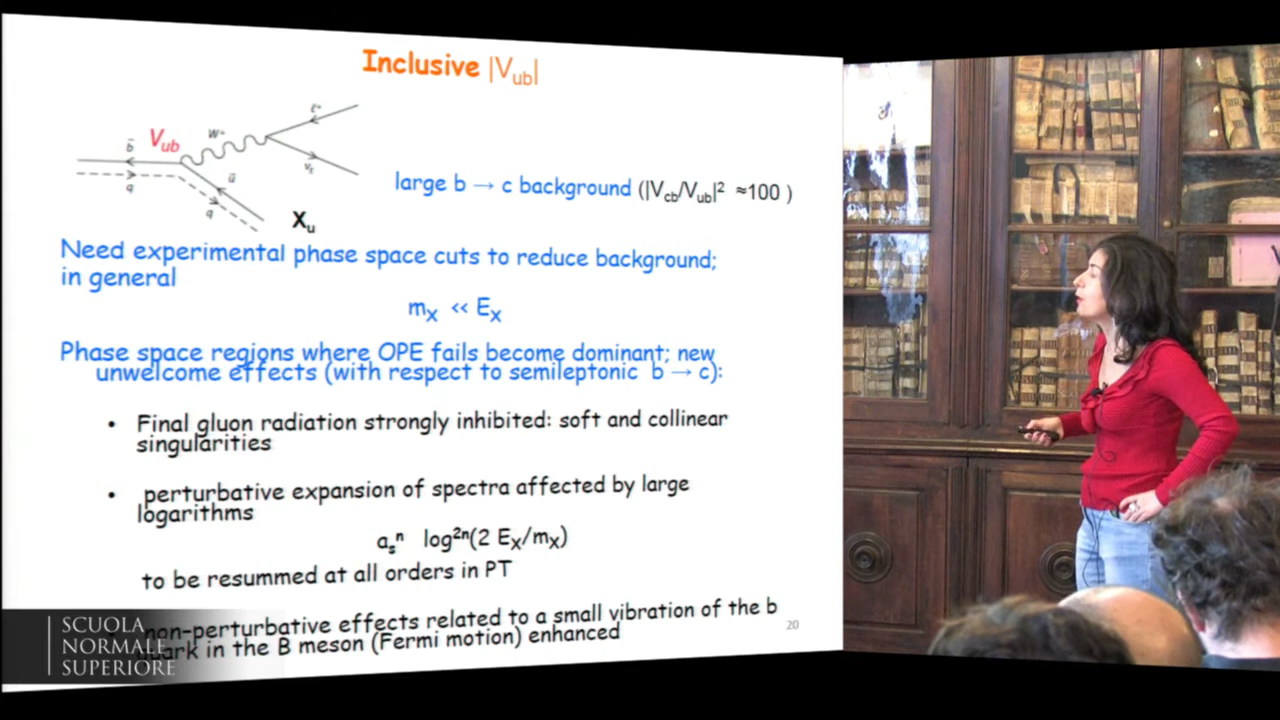 Inclusive |Vub|
ℓ+
W+
Vub
b̄
νℓ
ū
q
q
Xu
large b → c background (|Vcb/Vub|² ≈100 )
Need experimental phase space cuts to reduce background;
in general
mX << EX
Phase space regions where OPE fails become dominant; new
unwelcome effects (with respect to semileptonic b → c):
• Final gluon radiation strongly inhibited: soft and collinear
singularities
• perturbative expansion of spectra affected by large
logarithms
asⁿ log²ⁿ(2 EX/mX)
to be resummed at all orders in PT
non-perturbative effects related to a small vibration of the b
quark in the B meson (Fermi motion) enhanced
20
SCUOLA
NORMALE
SUPERIORE